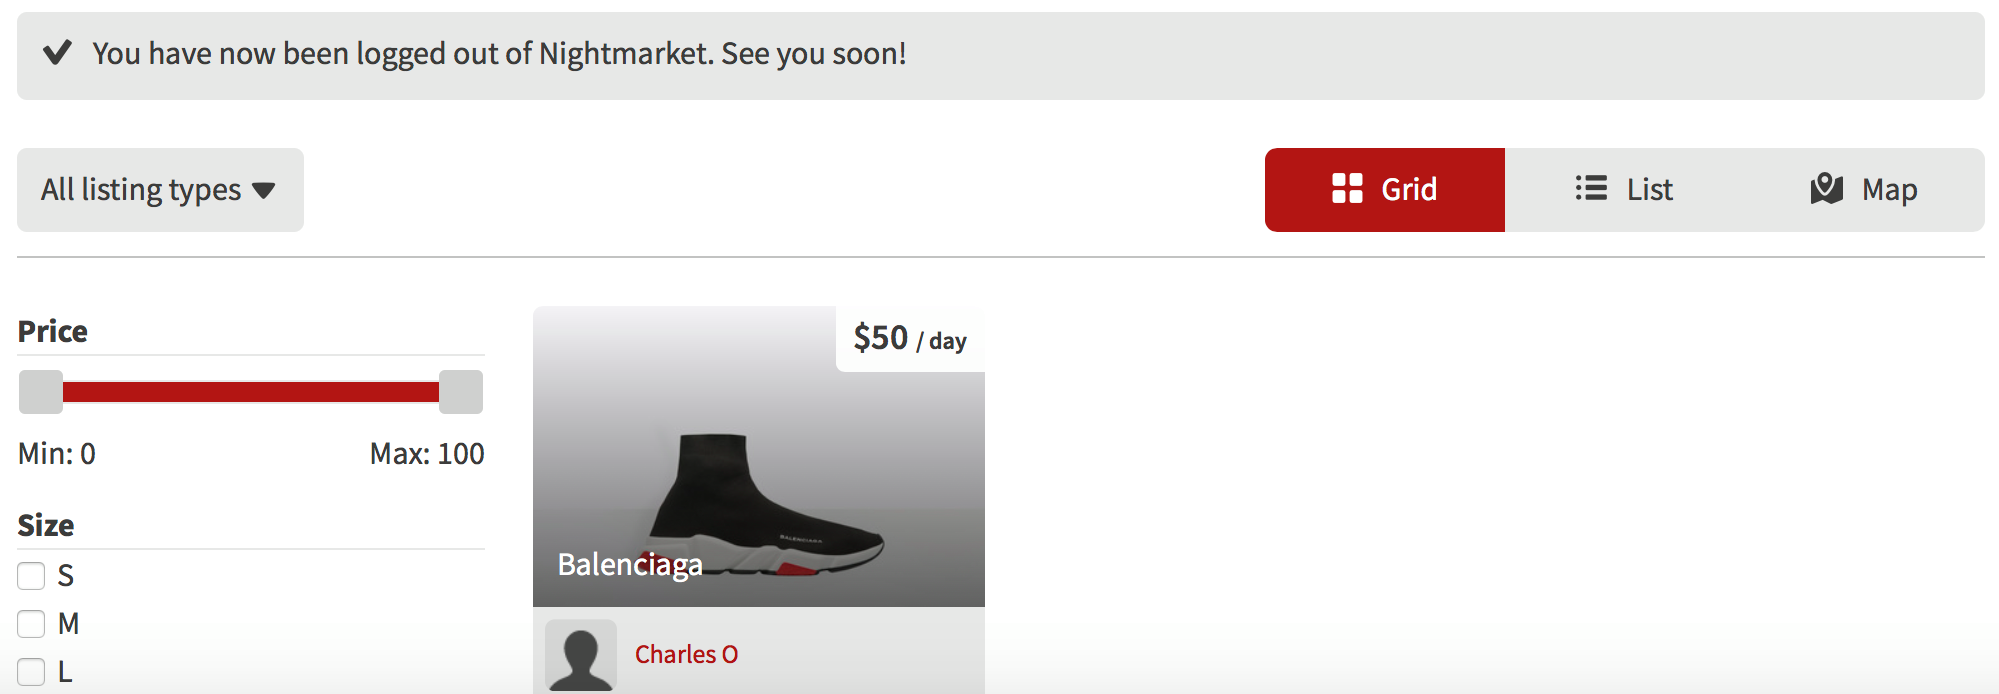 You have now been logged out of Nightmarket. See you soon!
All listing types
Grid
List
Map
Price
Min: 0
Max: 100
Size
S
M
L
$50 / day
BALENCIAGA
Balenciaga
Charles O